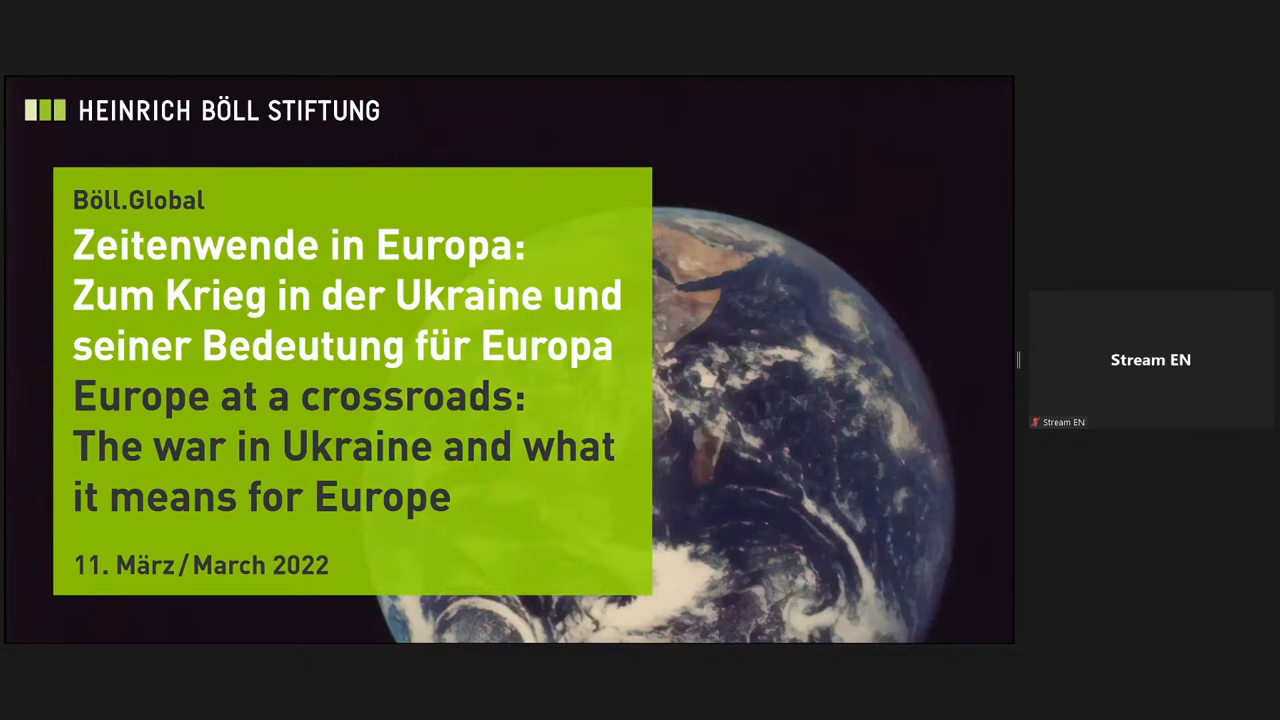 HEINRICH BÖLL STIFTUNG
Böll.Global
Zeitenwende in Europa:
Zum Krieg in der Ukraine und
seiner Bedeutung für Europa
Europe at a crossroads:
The war in Ukraine and what
it means for Europe
11. März/March 2022
Stream EN
Stream EN